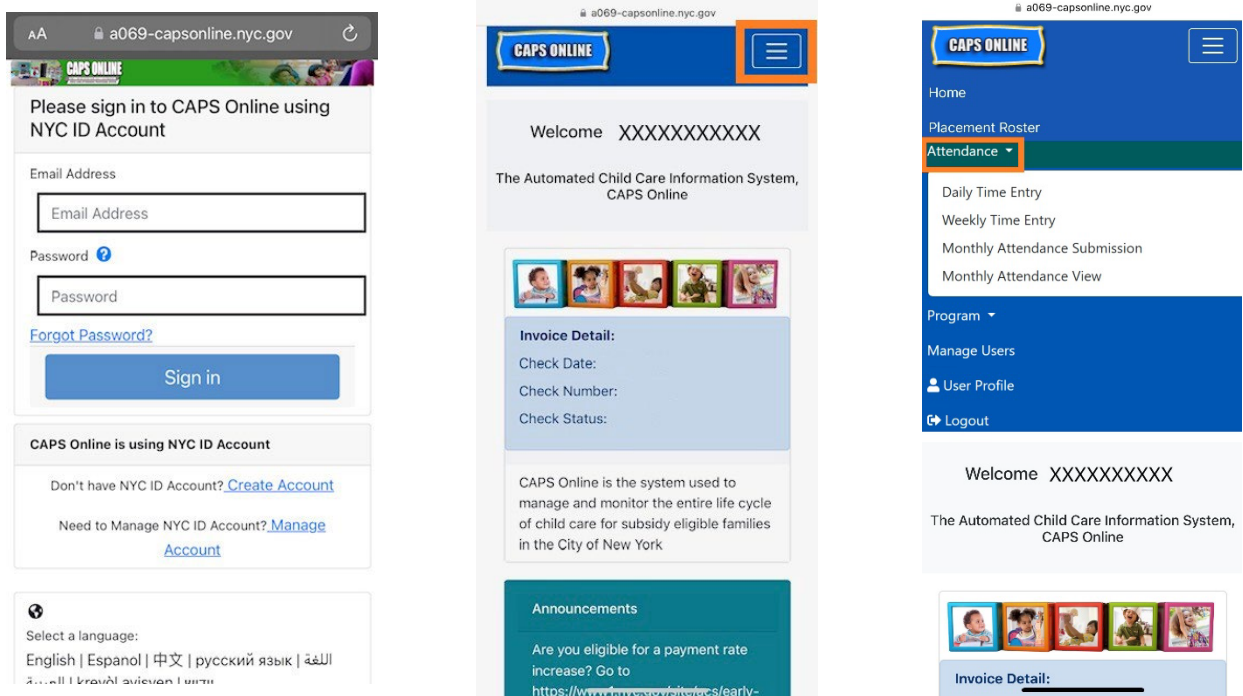 AA a069-capsonline.nyc.gov
CAPS ONLINE
Please sign in to CAPS Online using
NYC ID Account
Email Address
Email Address
Password ?
Password
Forgot Password?
Sign in
CAPS Online is using NYC ID Account
Don't have NYC ID Account? Create Account
Need to Manage NYC ID Account? Manage
Account
Select a language:
English | Espanol | 中文 | русский язык | اللغة
a069-capsonline.nyc.gov
CAPS ONLINE
Welcome XXXXXXXXXXX
The Automated Child Care Information System,
CAPS Online
Invoice Detail:
Check Date:
Check Number:
Check Status:
CAPS Online is the system used to
manage and monitor the entire life cycle
of child care for subsidy eligible families
in the City of New York
Announcements
Are you eligible for a payment rate
increase? Go to
a069-capsonline.nyc.gov
CAPS ONLINE
Home
Placement Roster
Attendance
Daily Time Entry
Weekly Time Entry
Monthly Attendance Submission
Monthly Attendance View
Program
Manage Users
User Profile
Logout
Welcome XXXXXXXXXX
The Automated Child Care Information System,
CAPS Online
Invoice Detail: